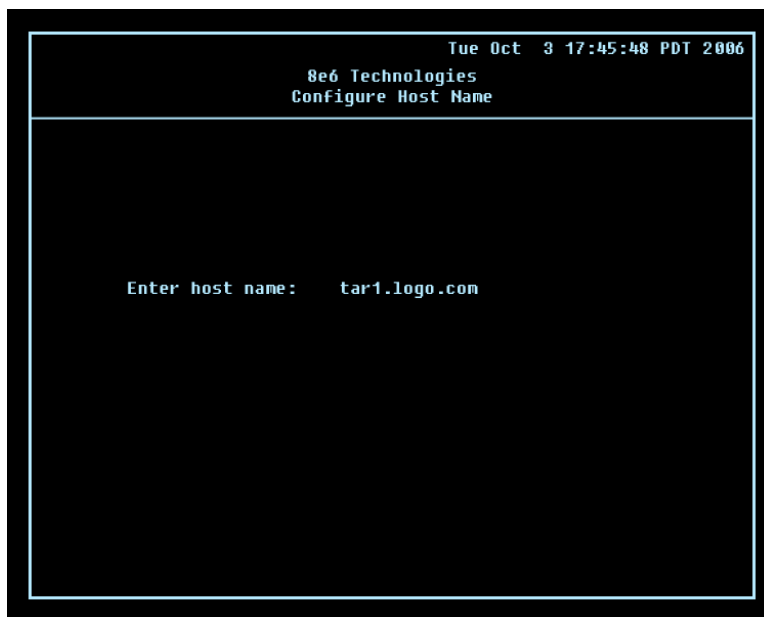 Tue Oct  3 17:45:48 PDT 2006
8e6 Technologies
Configure Host Name
Enter host name:    tar1.logo.com